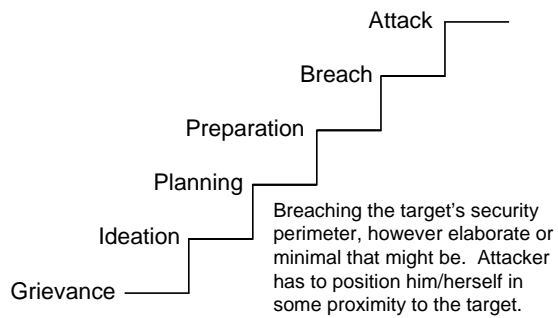 Attack
Breach
Preparation
Planning
Breaching the target's security
perimeter, however elaborate or
Ideation
minimal that might be.  Attacker
has to position him/herself in
Grievance
some proximity to the target.